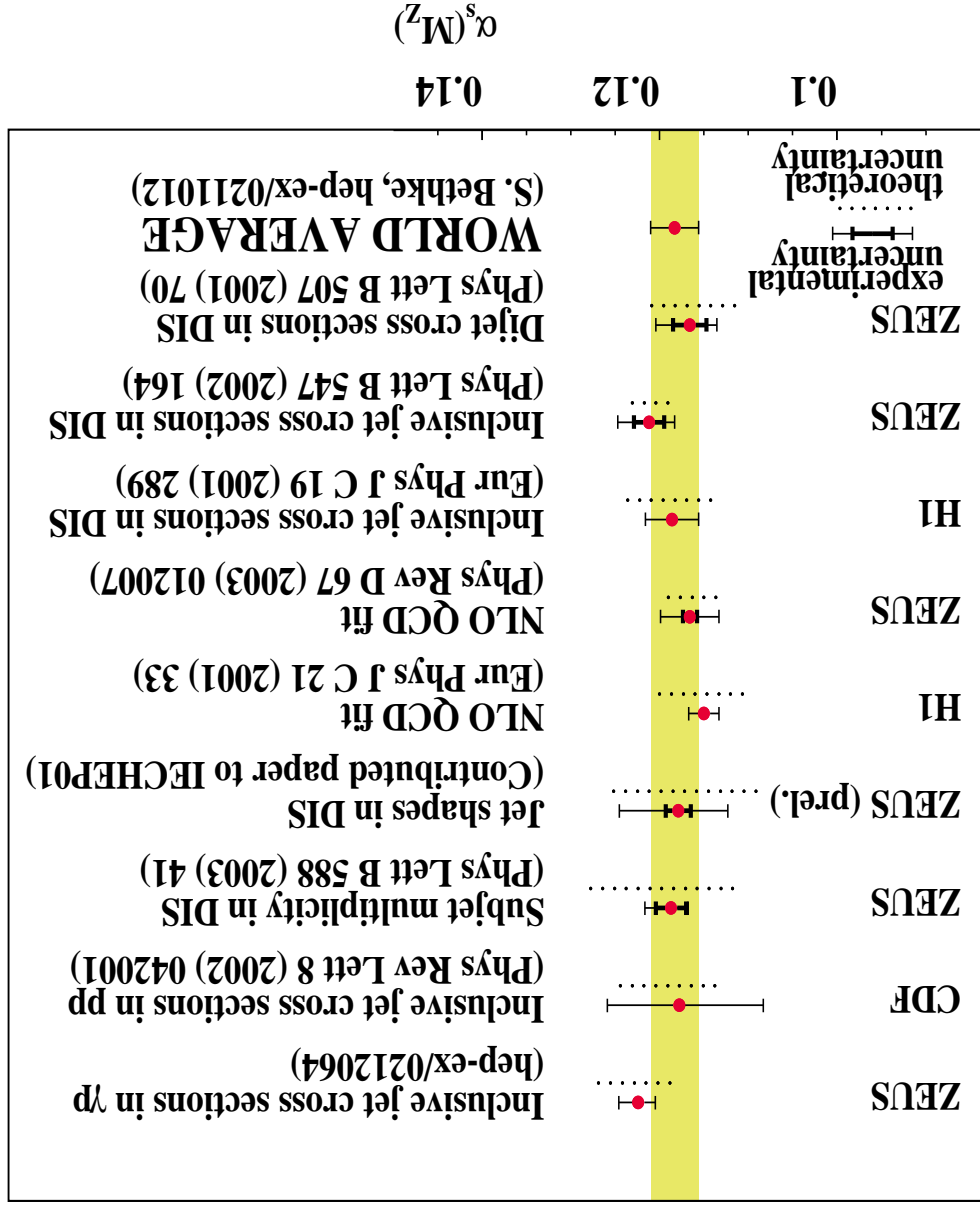 ZEUS
Inclusive jet cross sections in γp
(hep-ex/0212064)
CDF
Inclusive jet cross sections in pp
(Phys Rev Lett 8 (2002) 042001)
ZEUS
Subjet multiplicity in DIS
(Phys Lett B 588 (2003) 41)
ZEUS (prel.)
Jet shapes in DIS
(Contributed paper to IECHEP01)
H1
NLO QCD fit
(Eur Phys J C 21 (2001) 33)
ZEUS
NLO QCD fit
(Phys Rev D 67 (2003) 012007)
H1
Inclusive jet cross sections in DIS
(Eur Phys J C 19 (2001) 289)
ZEUS
Inclusive jet cross sections in DIS
(Phys Lett B 547 (2002) 164)
ZEUS
Dijet cross sections in DIS
(Phys Lett B 507 (2001) 70)
experimental
uncertainty
theoretical
uncertainty
WORLD AVERAGE
(S. Bethke, hep-ex/0211012)
0.1 0.12 0.14
αs(MZ)